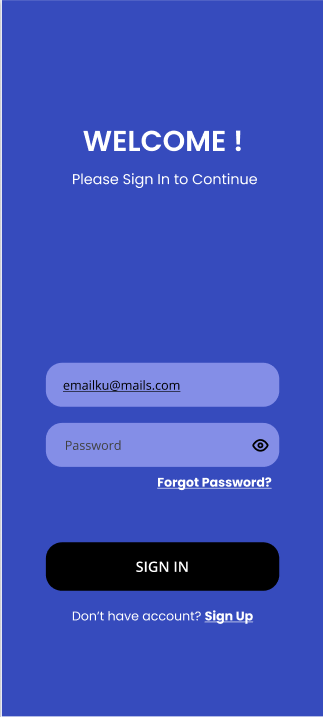 WELCOME !
Please Sign In to Continue
emailku@mails.com
Password
Forgot Password?
SIGN IN
Don’t have account? Sign Up